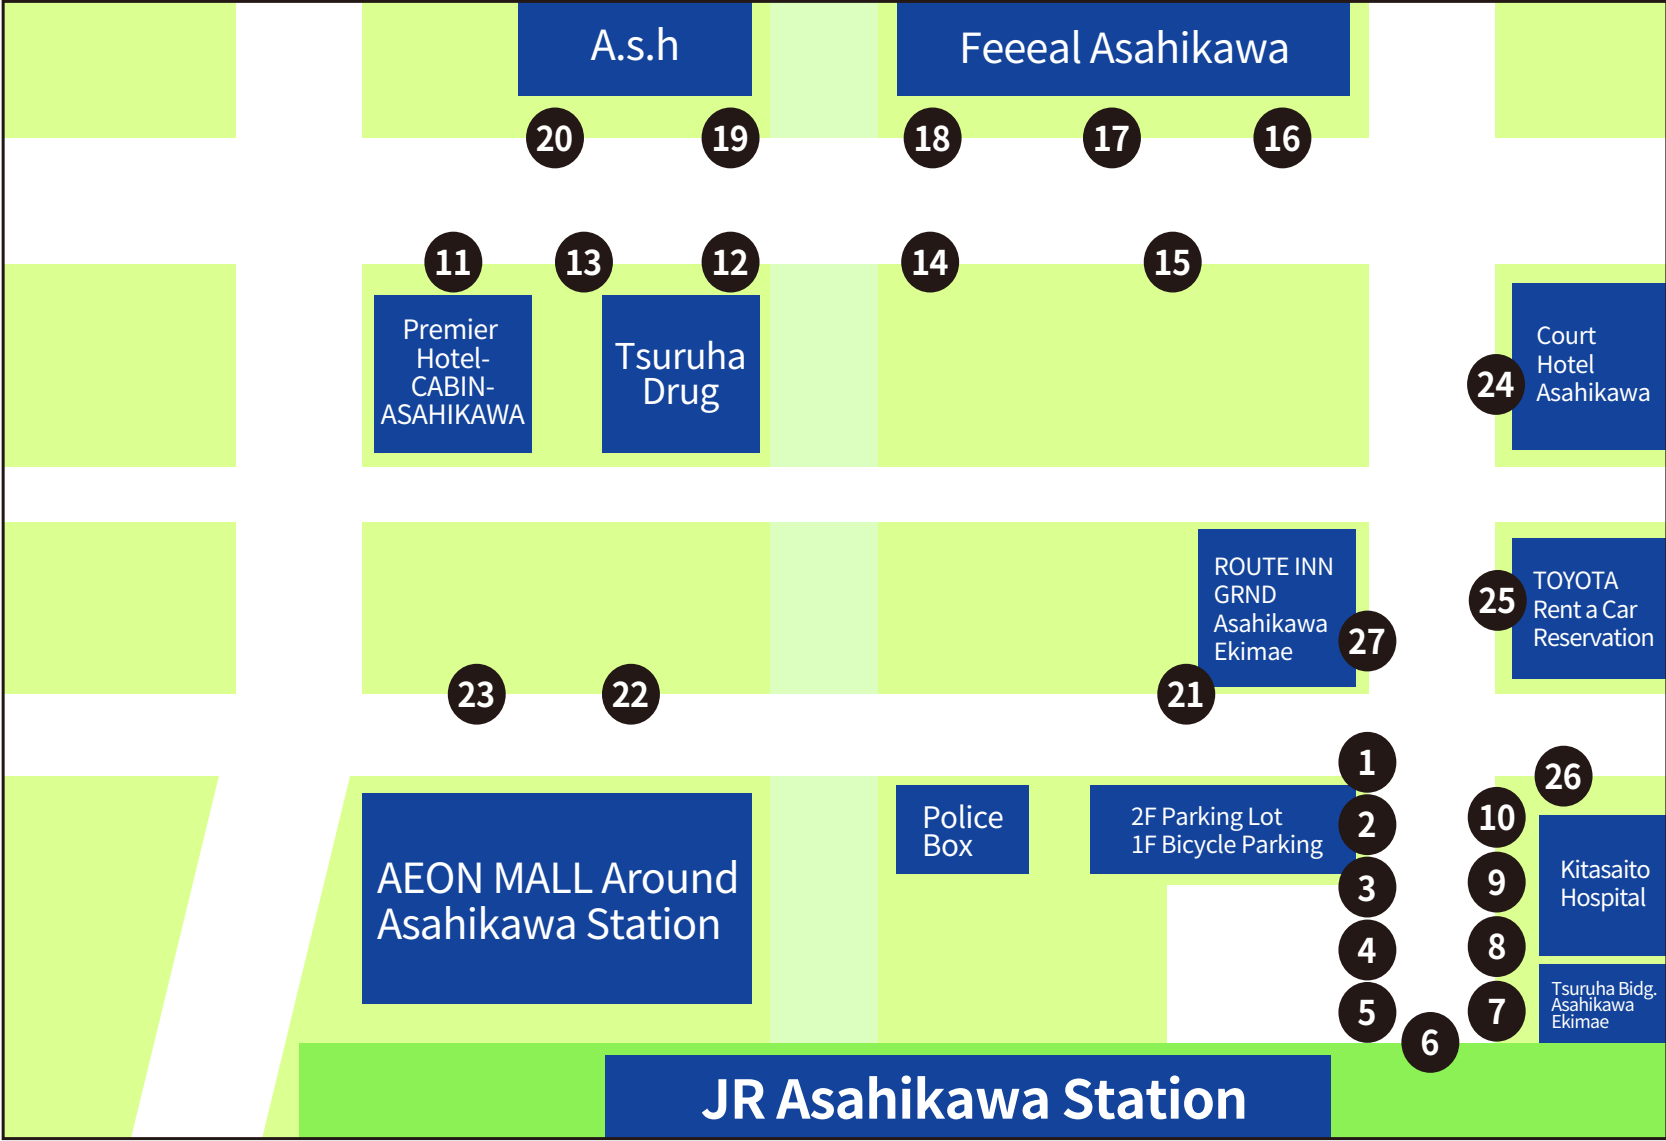 A.s.h
Feeeal Asahikawa
20
19
18
17
16
11
13
12
14
15
Premier
Hotel-
CABIN-
ASAHIKAWA
Tsuruha
Drug
24
Court
Hotel
Asahikawa
ROUTE INN
GRND
Asahikawa
Ekimae
27
25
TOYOTA
Rent a Car
Reservation
23
22
21
1
26
Police
Box
2F Parking Lot
1F Bicycle Parking
2
10
AEON MALL Around
Asahikawa Station
3
9
Kitasaito
Hospital
4
8
5
7
Tsuruha Bidg.
Asahikawa
Ekimae
6
JR Asahikawa Station